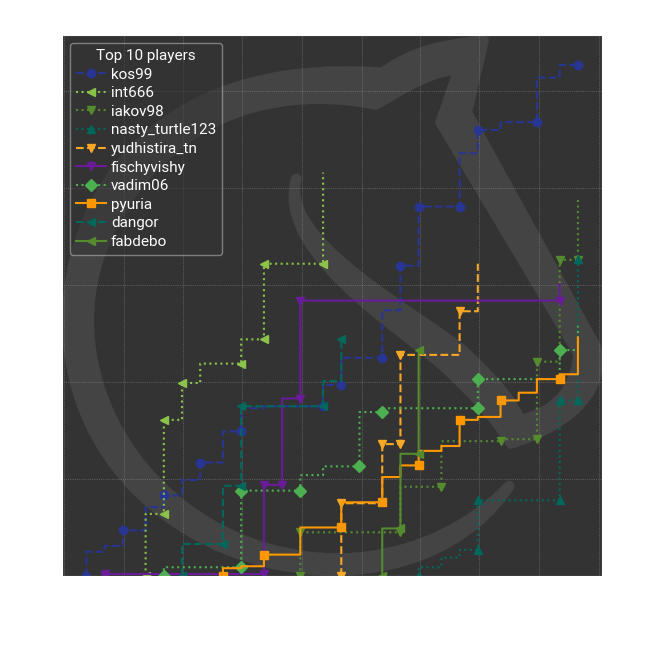 Top 10 players
kos99
int666
iakov98
nasty_turtle123
yudhistira_tn
fischyvishy
vadim06
pyuria
dangor
fabdebo